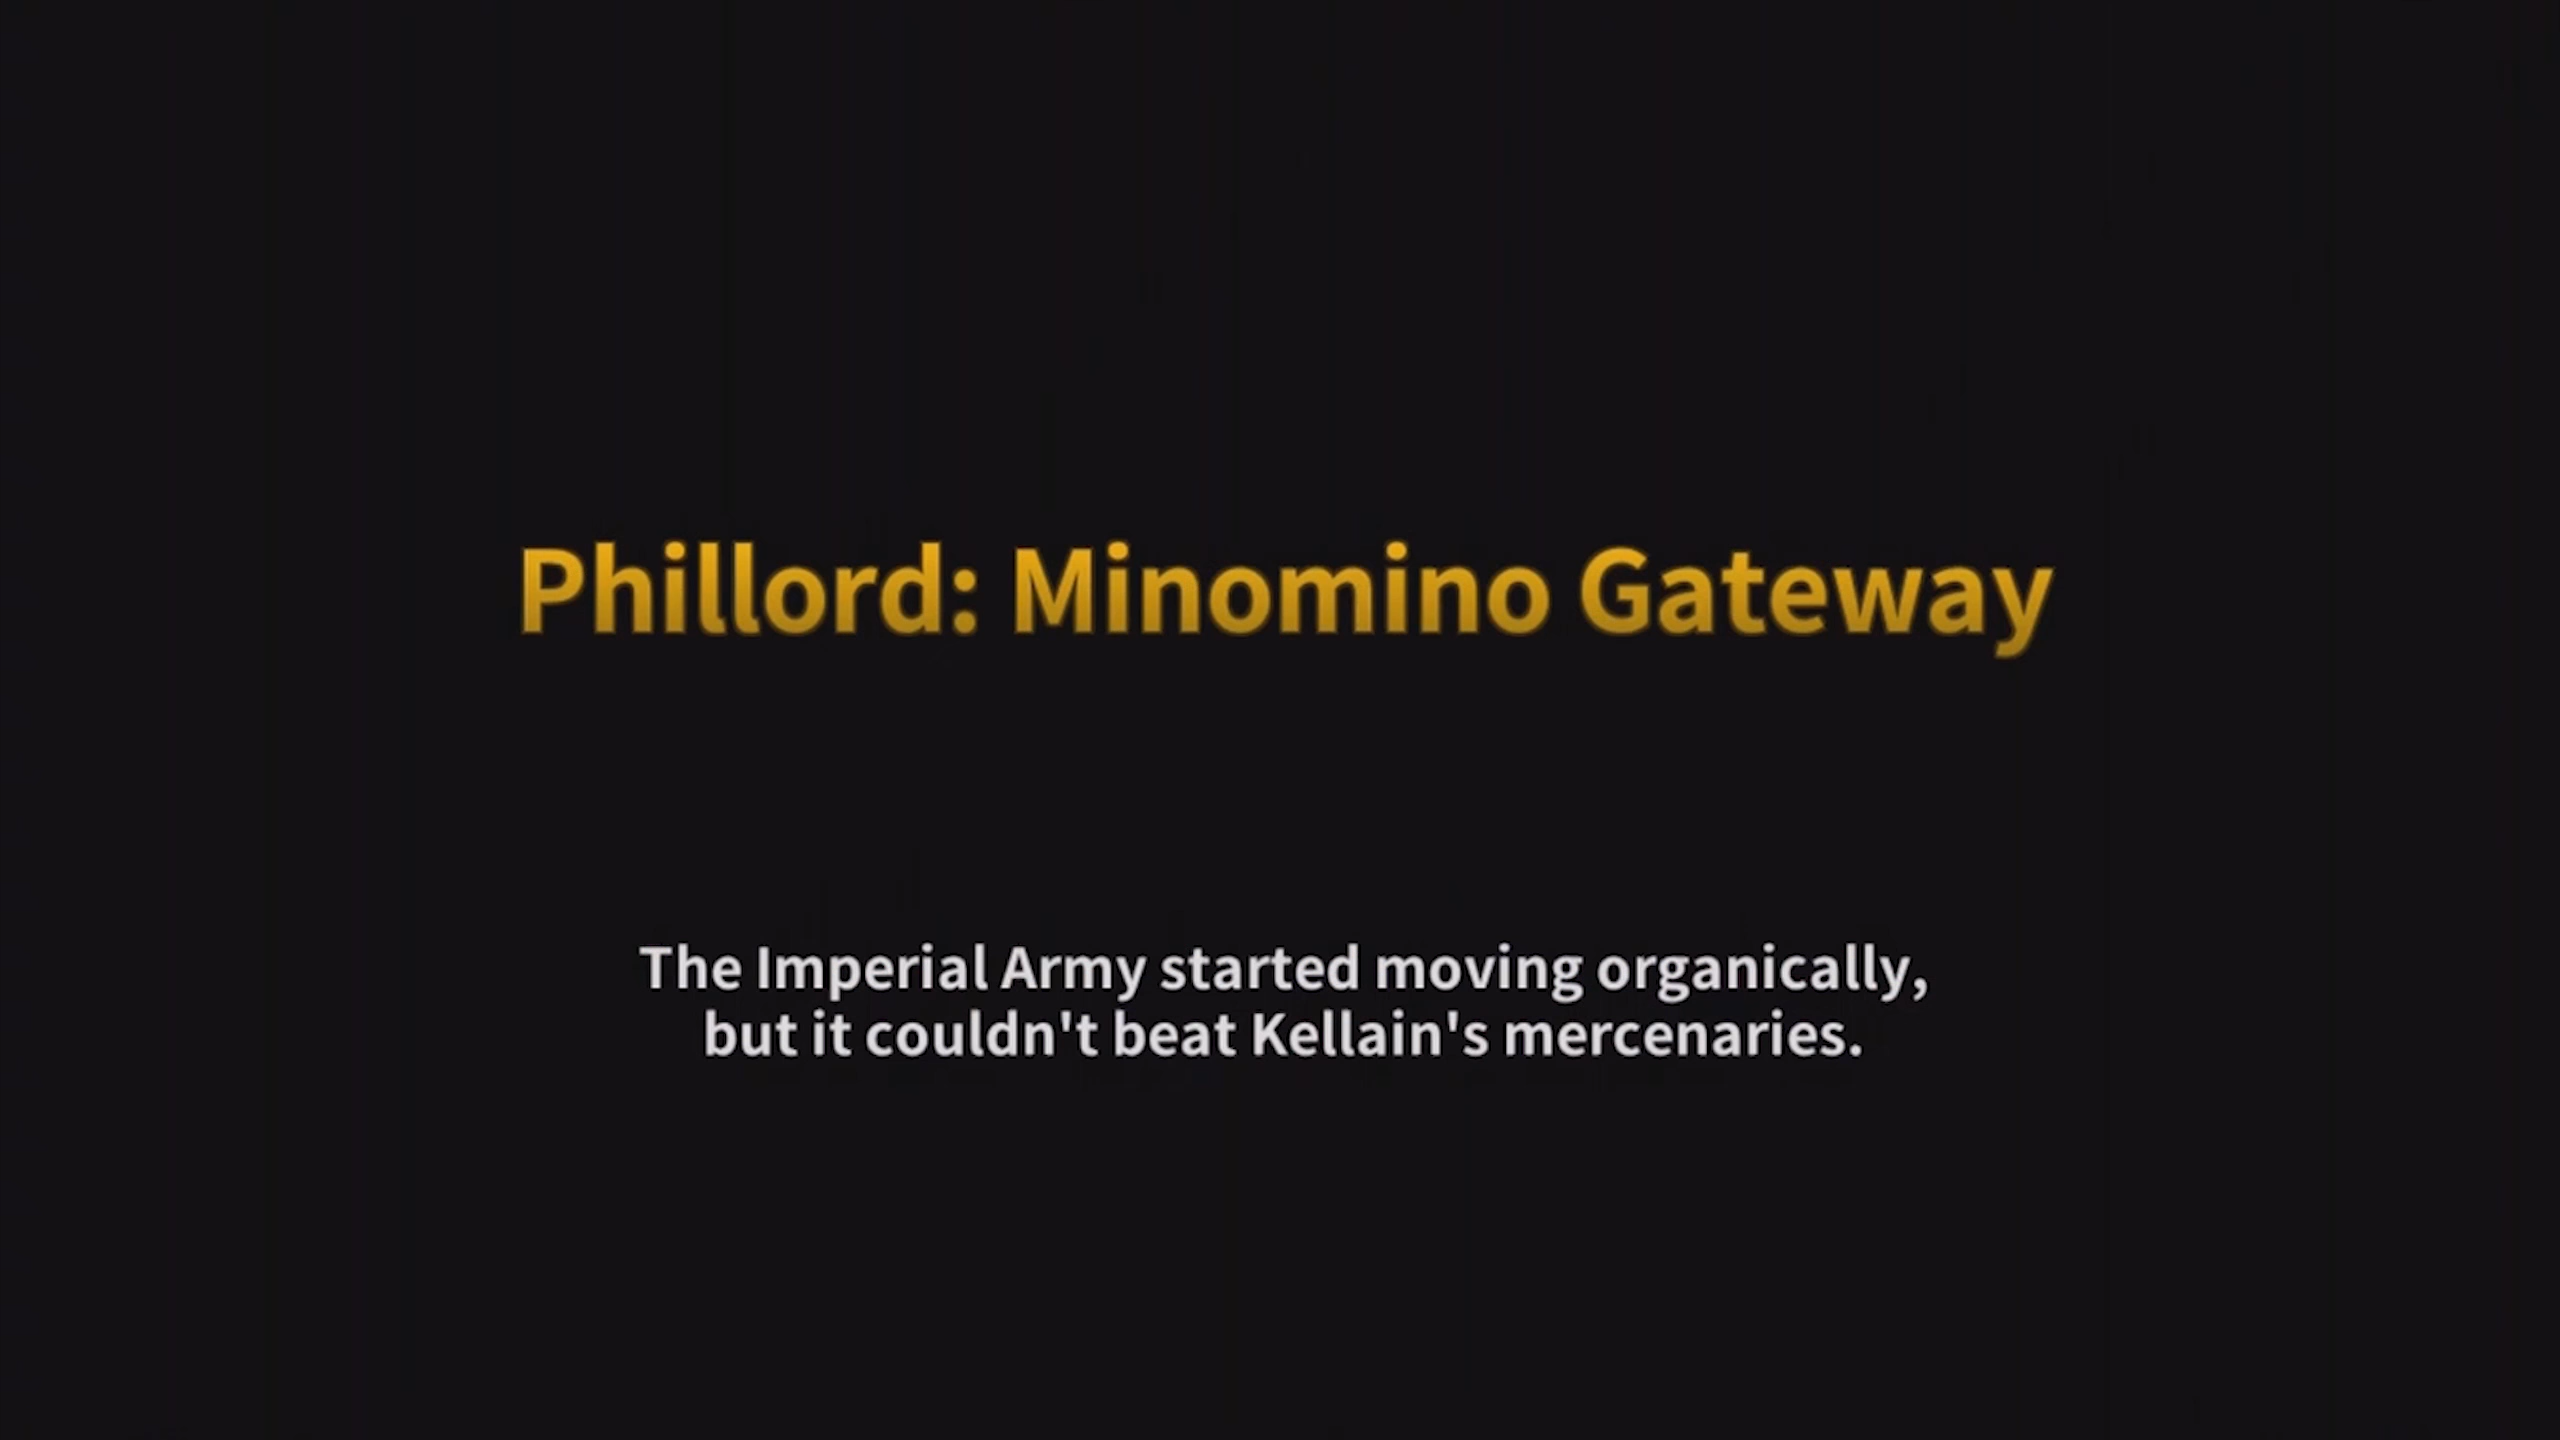 Phillord: Minomino Gateway
The Imperial Army started moving organically,
but it couldn't beat Kellain's mercenaries.